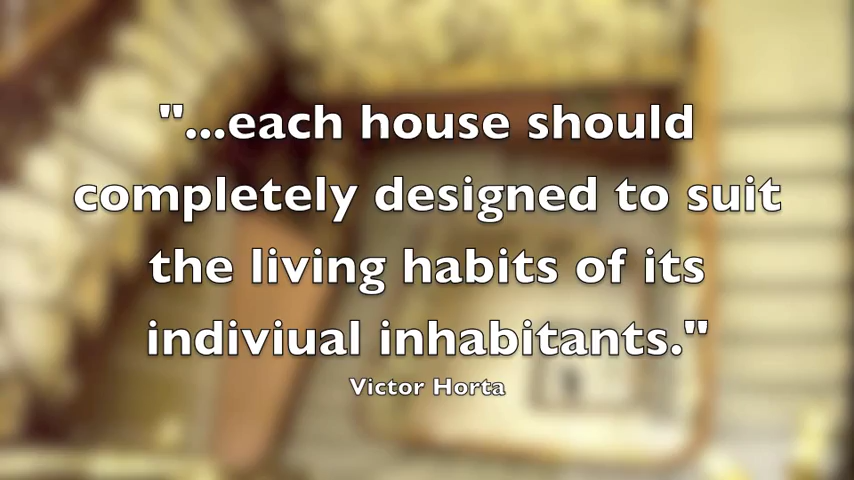 "...each house should
completely designed to suit
the living habits of its
indiviual inhabitants."
Victor Horta